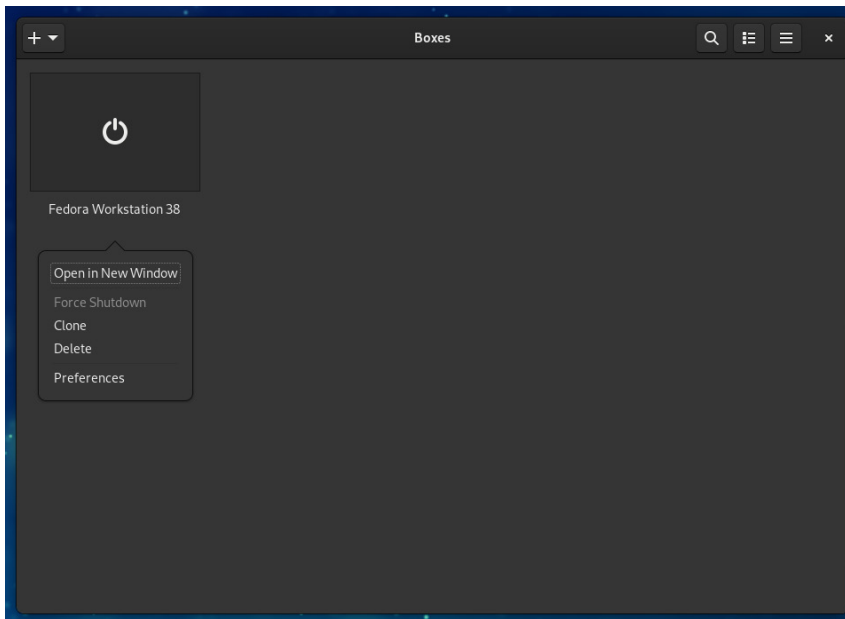 Boxes
Fedora Workstation 38
Open in New Window
Force Shutdown
Clone
Delete
Preferences